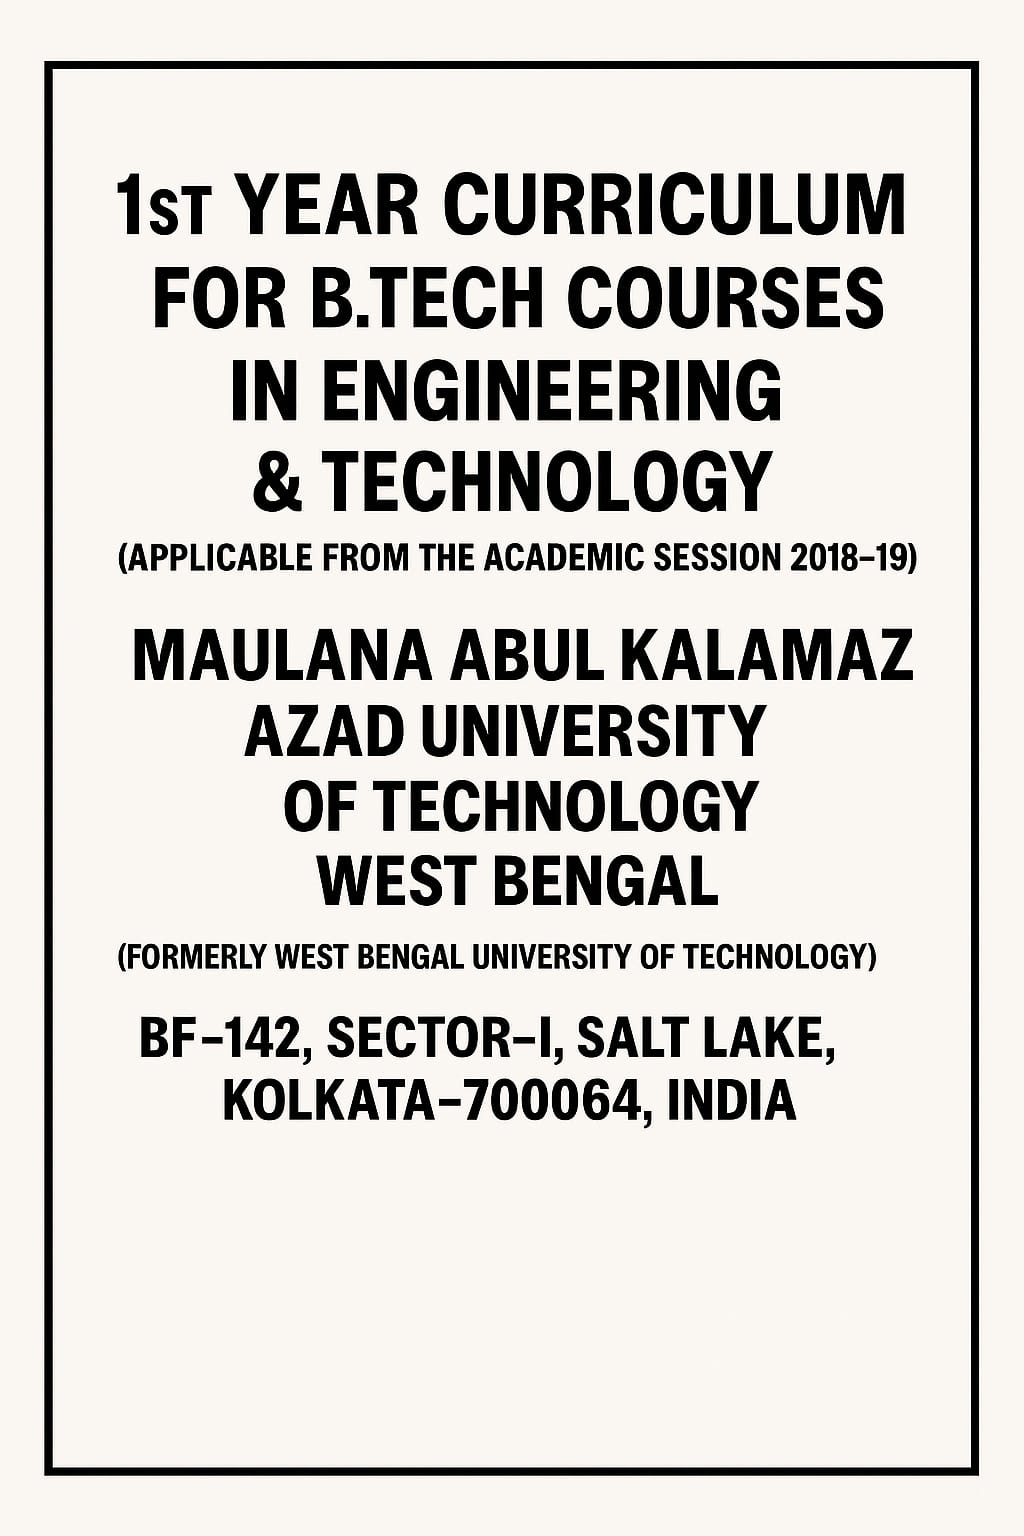 1ST YEAR CURRICULUM
FOR B.TECH COURSES
IN ENGINEERING
& TECHNOLOGY
(APPLICABLE FROM THE ACADEMIC SESSION 2018–19)
MAULANA ABUL KALAMAZ
AZAD UNIVERSITY
OF TECHNOLOGY
WEST BENGAL
(FORMERLY WEST BENGAL UNIVERSITY OF TECHNOLOGY)
BF–142, SECTOR–I, SALT LAKE,
KOLKATA–700064, INDIA